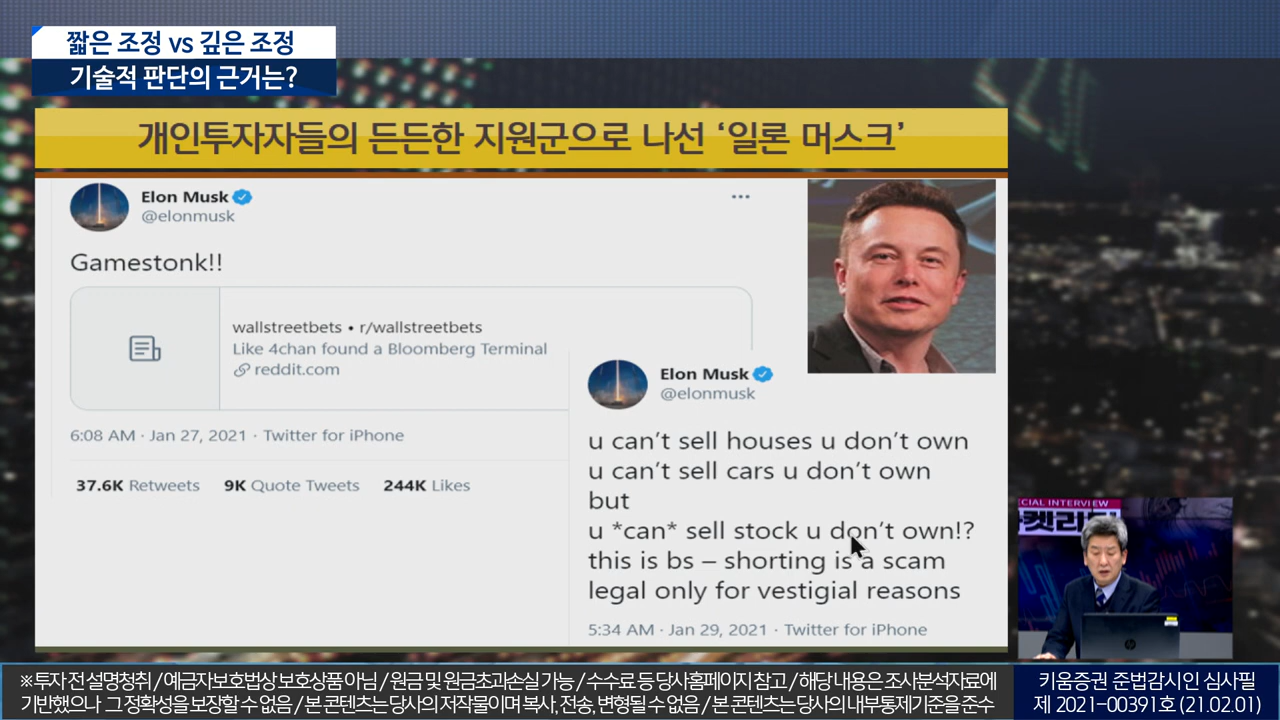 짧은 조정 vs 깊은 조정
기술적 판단의 근거는?
개인투자자들의 든든한 지원군으로 나선 ‘일론 머스크’
Elon Musk
@elonmusk
Gamestonk!!
wallstreetbets • r/wallstreetbets
Like 4chan found a Bloomberg Terminal
reddit.com
6:08 AM · Jan 27, 2021 · Twitter for iPhone
37.6K Retweets 9K Quote Tweets 244K Likes
Elon Musk
@elonmusk
u can’t sell houses u don’t own
u can’t sell cars u don’t own
but
u *can* sell stock u don’t own!?
this is bs – shorting is a scam
legal only for vestigial reasons
5:34 AM · Jan 29, 2021 · Twitter for iPhone
CIAL INTERVIEW
hp
※투자 전 설명청취 / 예금자보호법상 보호상품 아님 / 원금 및 원금초과손실 가능 / 수수료 등 당사홈페이지 참고 / 해당 내용은 조사분석자료에
기반했으나 그 정확성을 보장할 수 없음 / 본 콘텐츠는 당사의 저작물이며 복사, 전송, 변형될 수 없음 / 본 콘텐츠는 당사의 내부통제기준을 준수
키움증권 준법감시인 심사필
제 2021-00391호 (21.02.01)